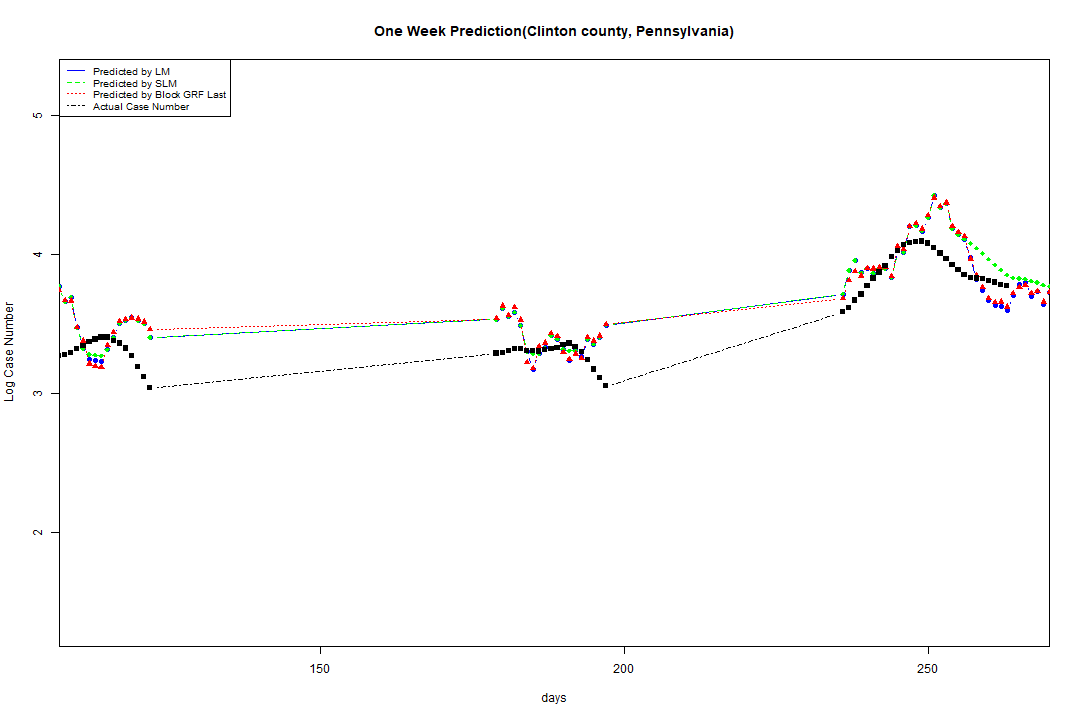 One Week Prediction(Clinton county, Pennsylvania)
Predicted by LM
Predicted by SLM
Predicted by Block GRF Last
Actual Case Number
5
4
3
2
Log Case Number
150
200
250
days